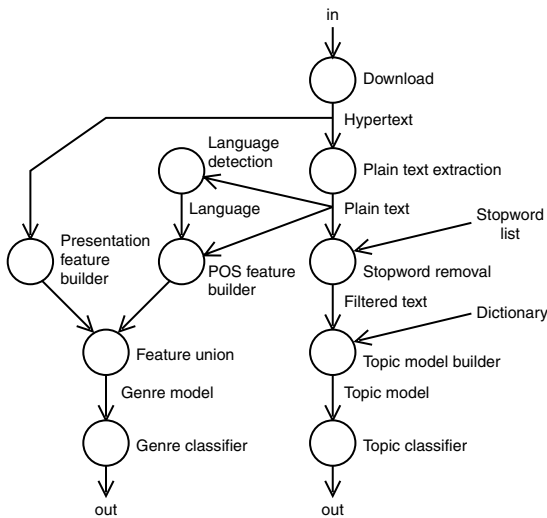 in
Download
Hypertext
Language
detection
Plain text extraction
Language
Plain text
Stopword
list
Presentation
feature
builder
POS feature
builder
Stopword removal
Filtered text
Dictionary
Feature union
Topic model builder
Genre model
Topic model
Genre classifier
Topic classifier
out
out